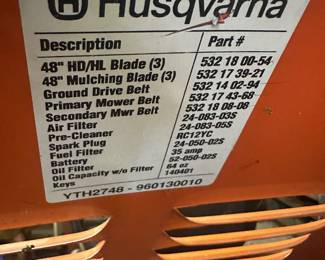 Husqvarna
Description Part #
48" HD/HL Blade (3) 532 18 00-54
48" Mulching Blade (3) 532 17 39-21
Ground Drive Belt 532 14 02-94
Primary Mower Belt 532 17 43-69
Secondary Mwr Belt 532 18 08-08
Air Filter 24-083-03S
Pre-Cleaner 24-083-05S
Spark Plug RC12YC
Fuel Filter 24-050-02S
Battery 35 amp
Oil Filter 52-050-02S
Oil Capacity w/o Filter 64 oz
Keys 140401
YTH2748 - 960130010